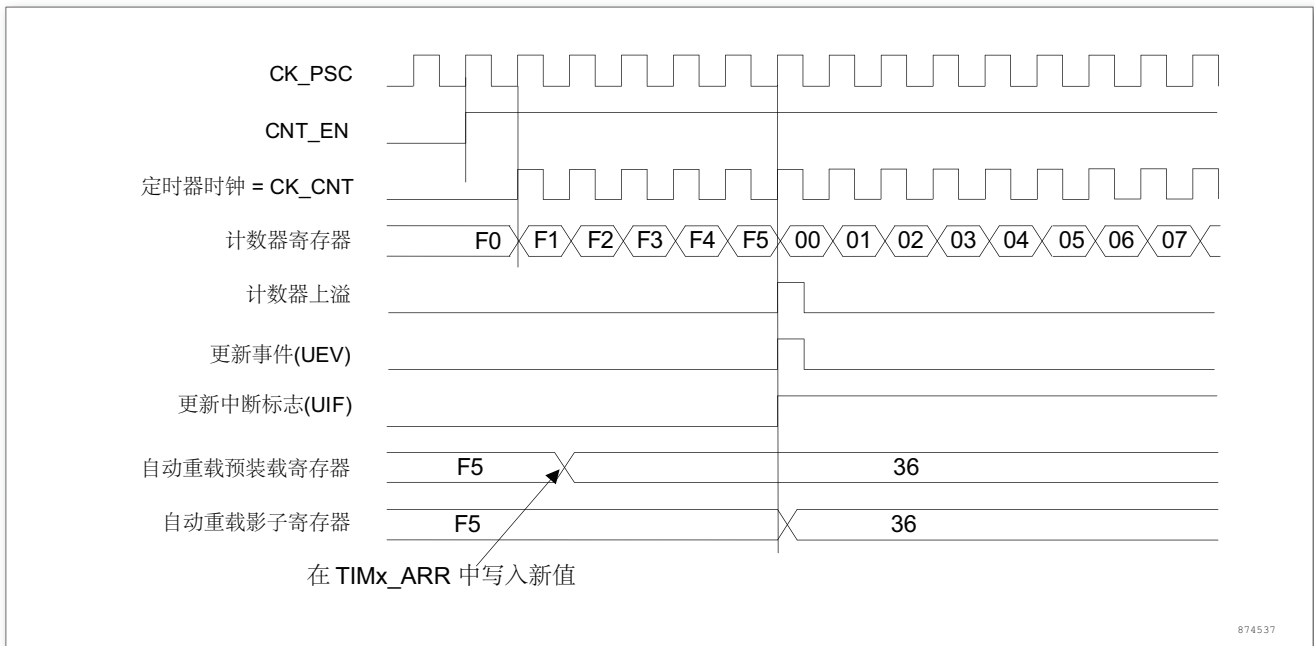 CK_PSC
CNT_EN
定时器时钟 = CK_CNT
计数器寄存器 F0 F1 F2 F3 F4 F5 00 01 02 03 04 05 06 07
计数器上溢
更新事件(UEV)
更新中断标志(UIF)
自动重载预装载寄存器 F5 36
自动重载影子寄存器 F5 36
在 TIMx_ARR 中写入新值
874537